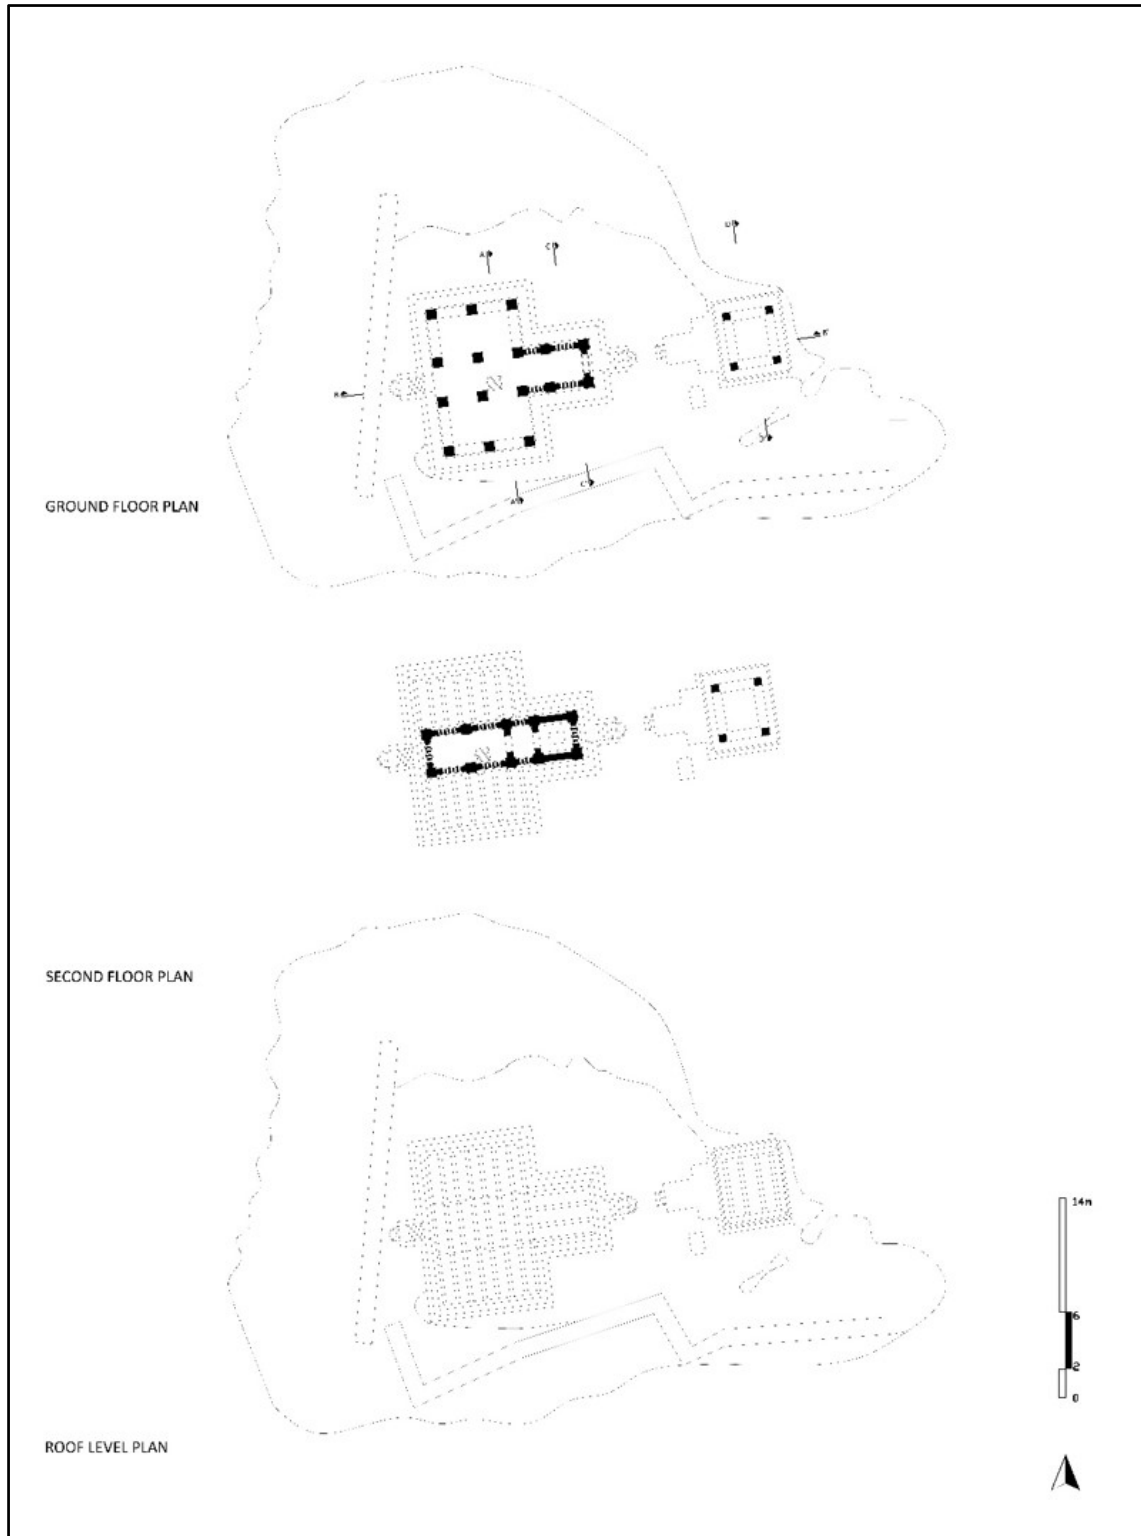 GROUND FLOOR PLAN
SECOND FLOOR PLAN
14m
6
2
0
ROOF LEVEL PLAN